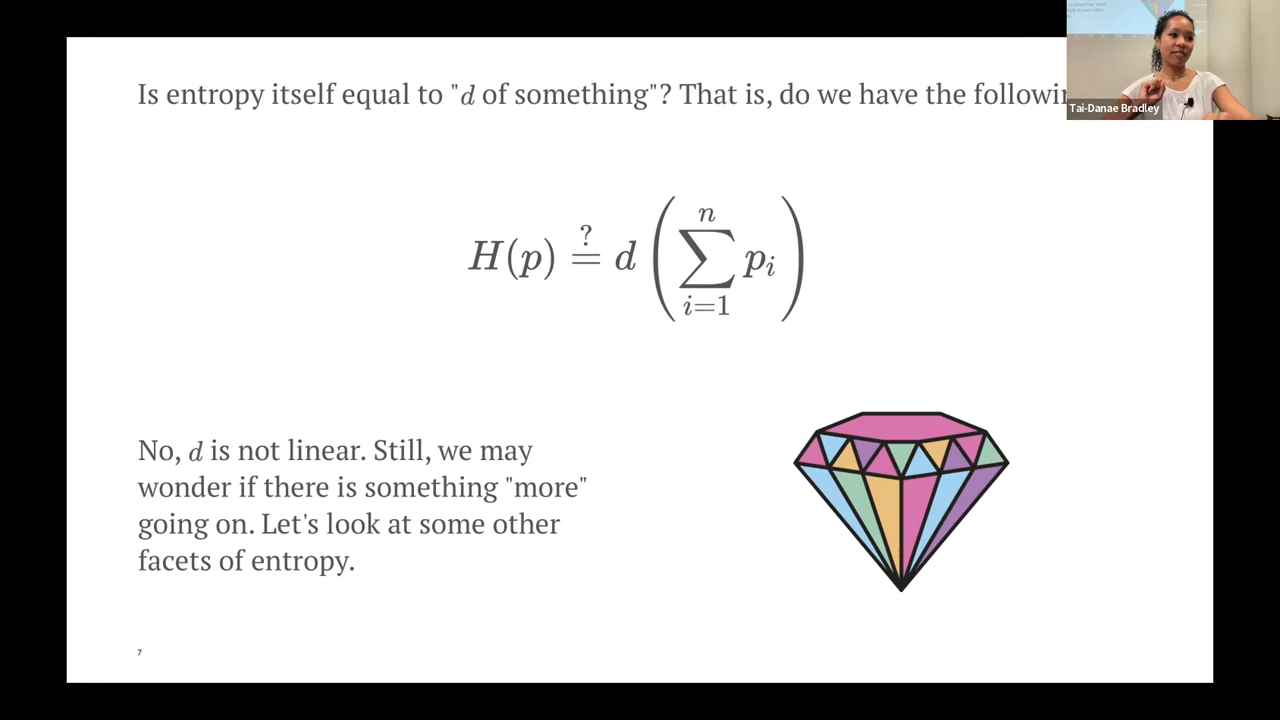 Is entropy itself equal to "d of something"? That is, do we have the
Tai-Danae Bradley
H(p) ?= d ( ∑_{i=1}^{n} p_i )
No, d is not linear. Still, we may
wonder if there is something "more"
going on. Let's look at some other
facets of entropy.
7